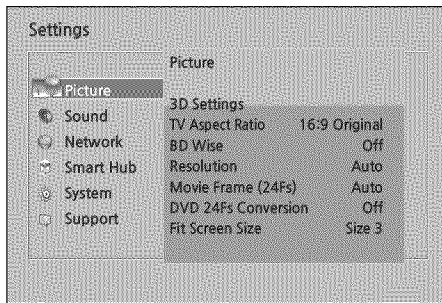 Settings
Picture
Sound
Network
Smart Hub
System
Support
Picture
3D Settings
TV Aspect Ratio 16:9 Original
BD Wise Off
Resolution Auto
Movie Frame (24Fs) Auto
DVD 24Fs Conversion Off
Fit Screen Size Size 3